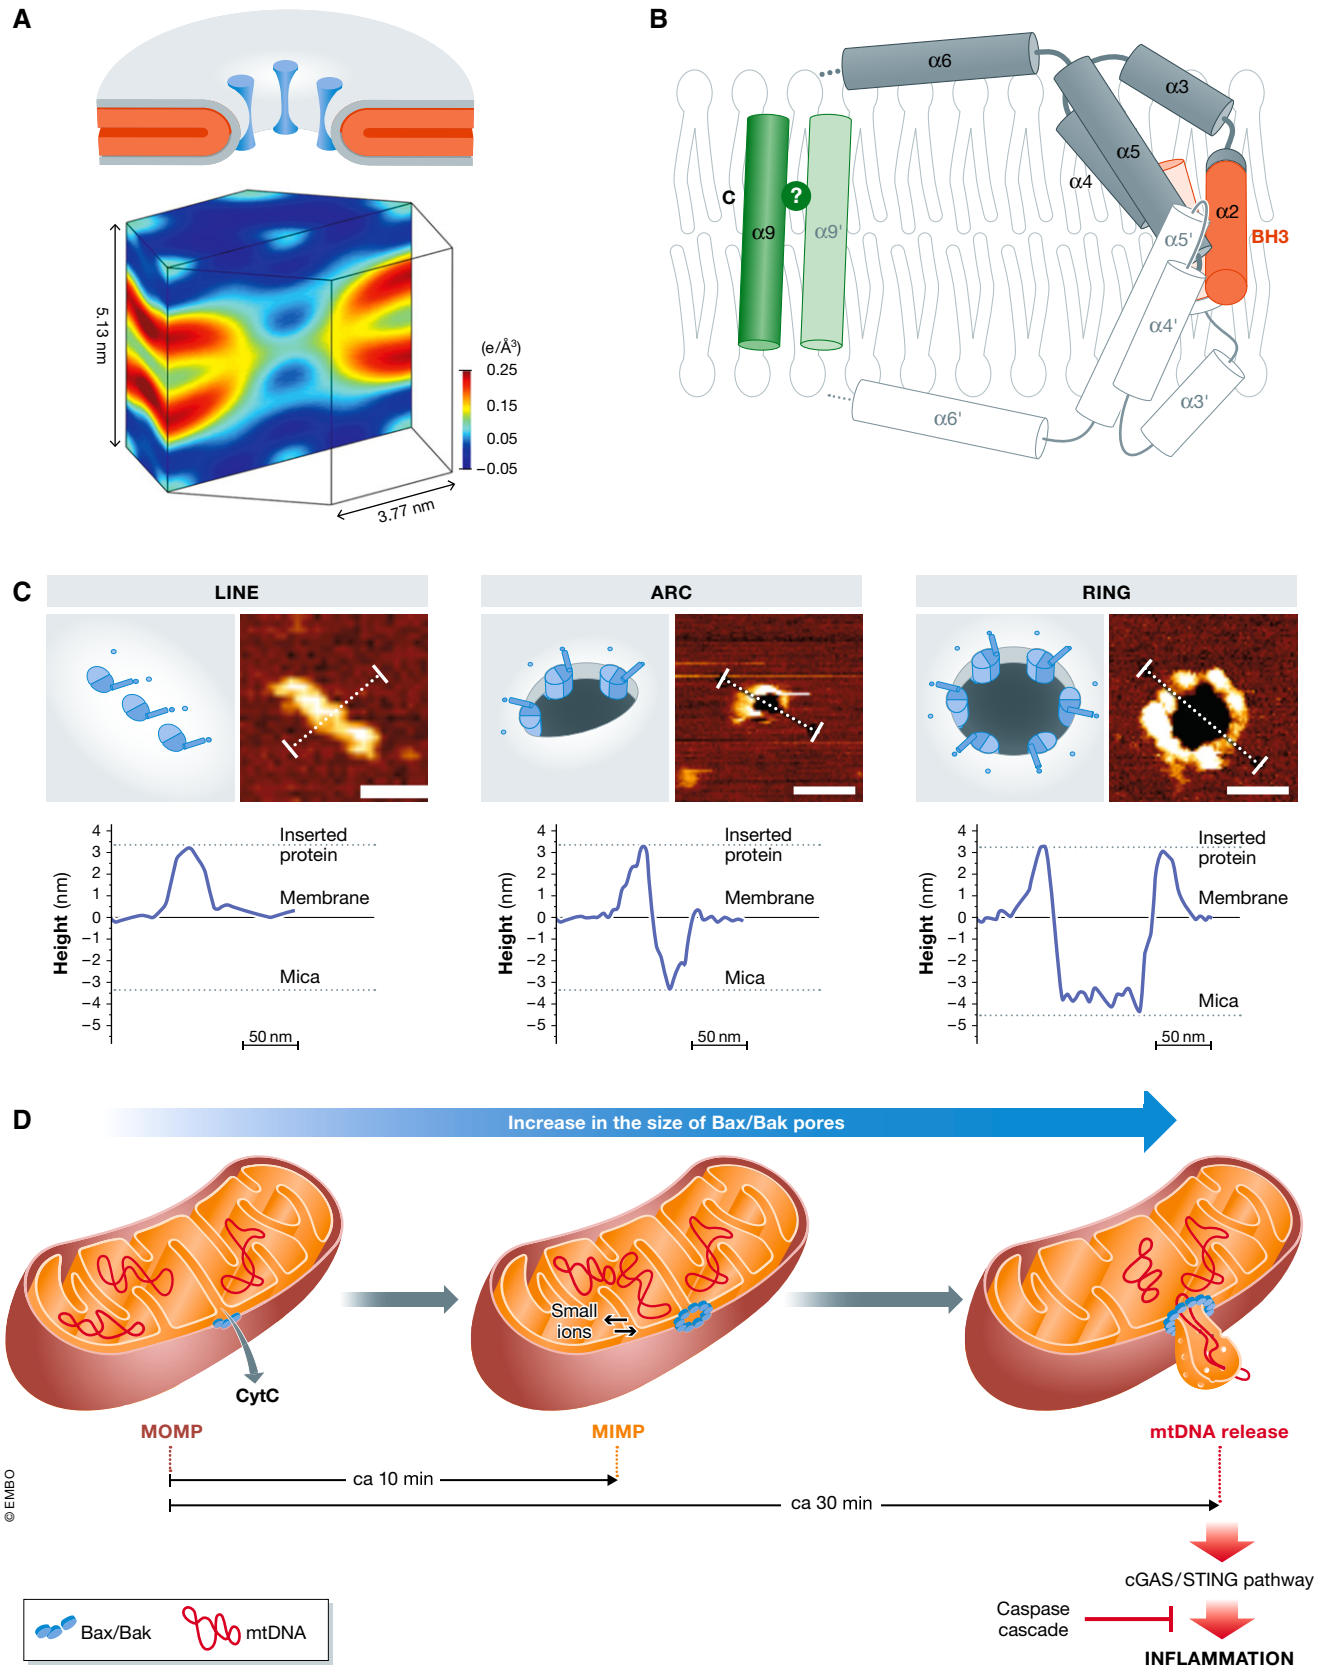 A
5.13 nm
3.77 nm
(e/Å³)
0.25
0.15
0.05
−0.05
B
α6
α3
α5
α4
α2
BH3
C
α9
?
α9'
α5'
α4'
α3'
α6'
C
LINE
ARC
RING
4
3
2
1
0
−1
−2
−3
−4
−5
Height (nm)
Inserted
protein
Membrane
Mica
50 nm
4
3
2
1
0
−1
−2
−3
−4
−5
Height (nm)
Inserted
protein
Membrane
Mica
50 nm
4
3
2
1
0
−1
−2
−3
−4
−5
Height (nm)
Inserted
protein
Membrane
Mica
50 nm
D
Increase in the size of Bax/Bak pores
CytC
Small
ions
MOMP
MIMP
mtDNA release
ca 10 min
ca 30 min
cGAS/STING pathway
Caspase
cascade
INFLAMMATION
Bax/Bak
mtDNA
© EMBO